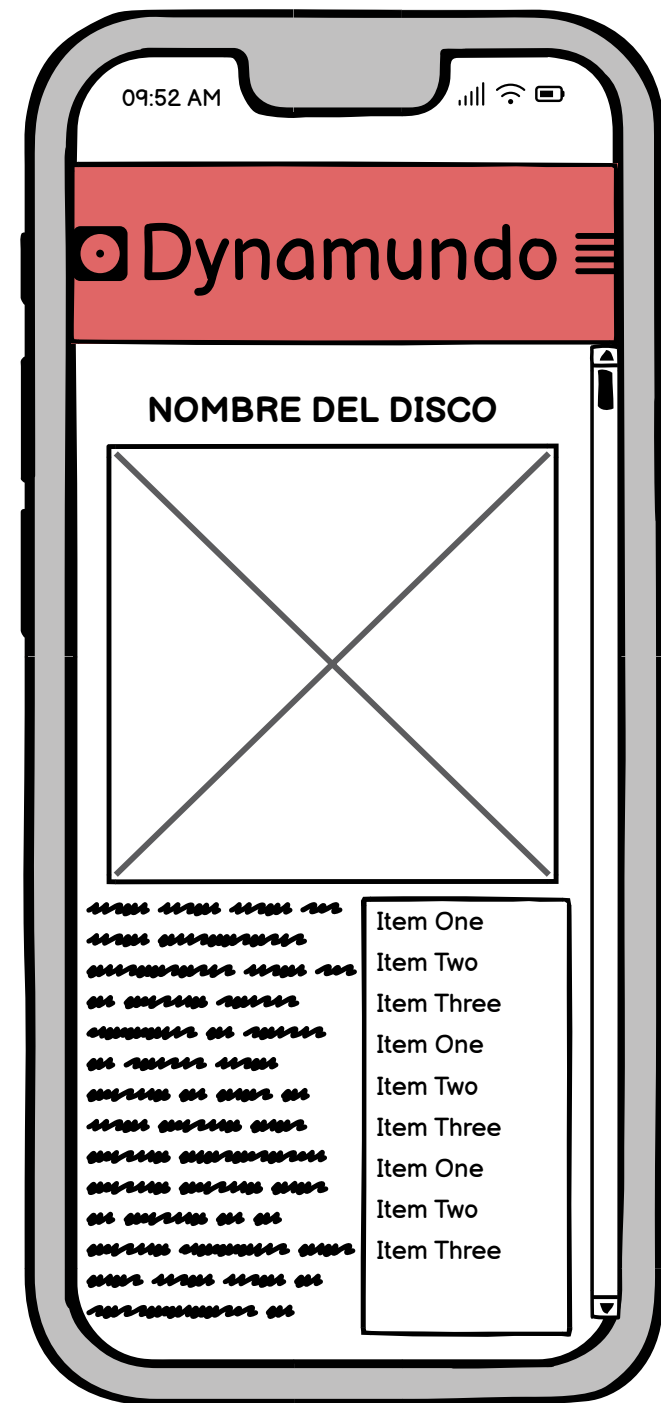 09:52 AM
Dynamundo
NOMBRE DEL DISCO
Item One
Item Two
Item Three
Item One
Item Two
Item Three
Item One
Item Two
Item Three